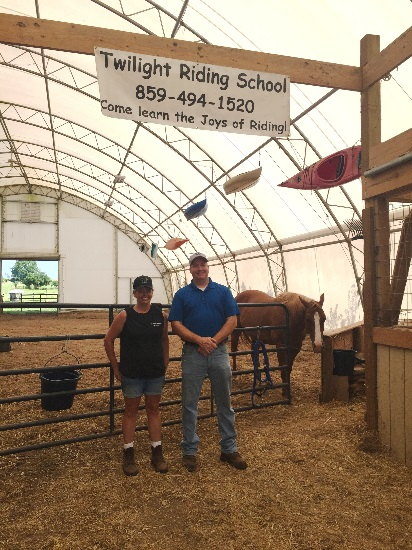 Twilight Riding School
859-494-1520
Come learn the Joys of Riding!